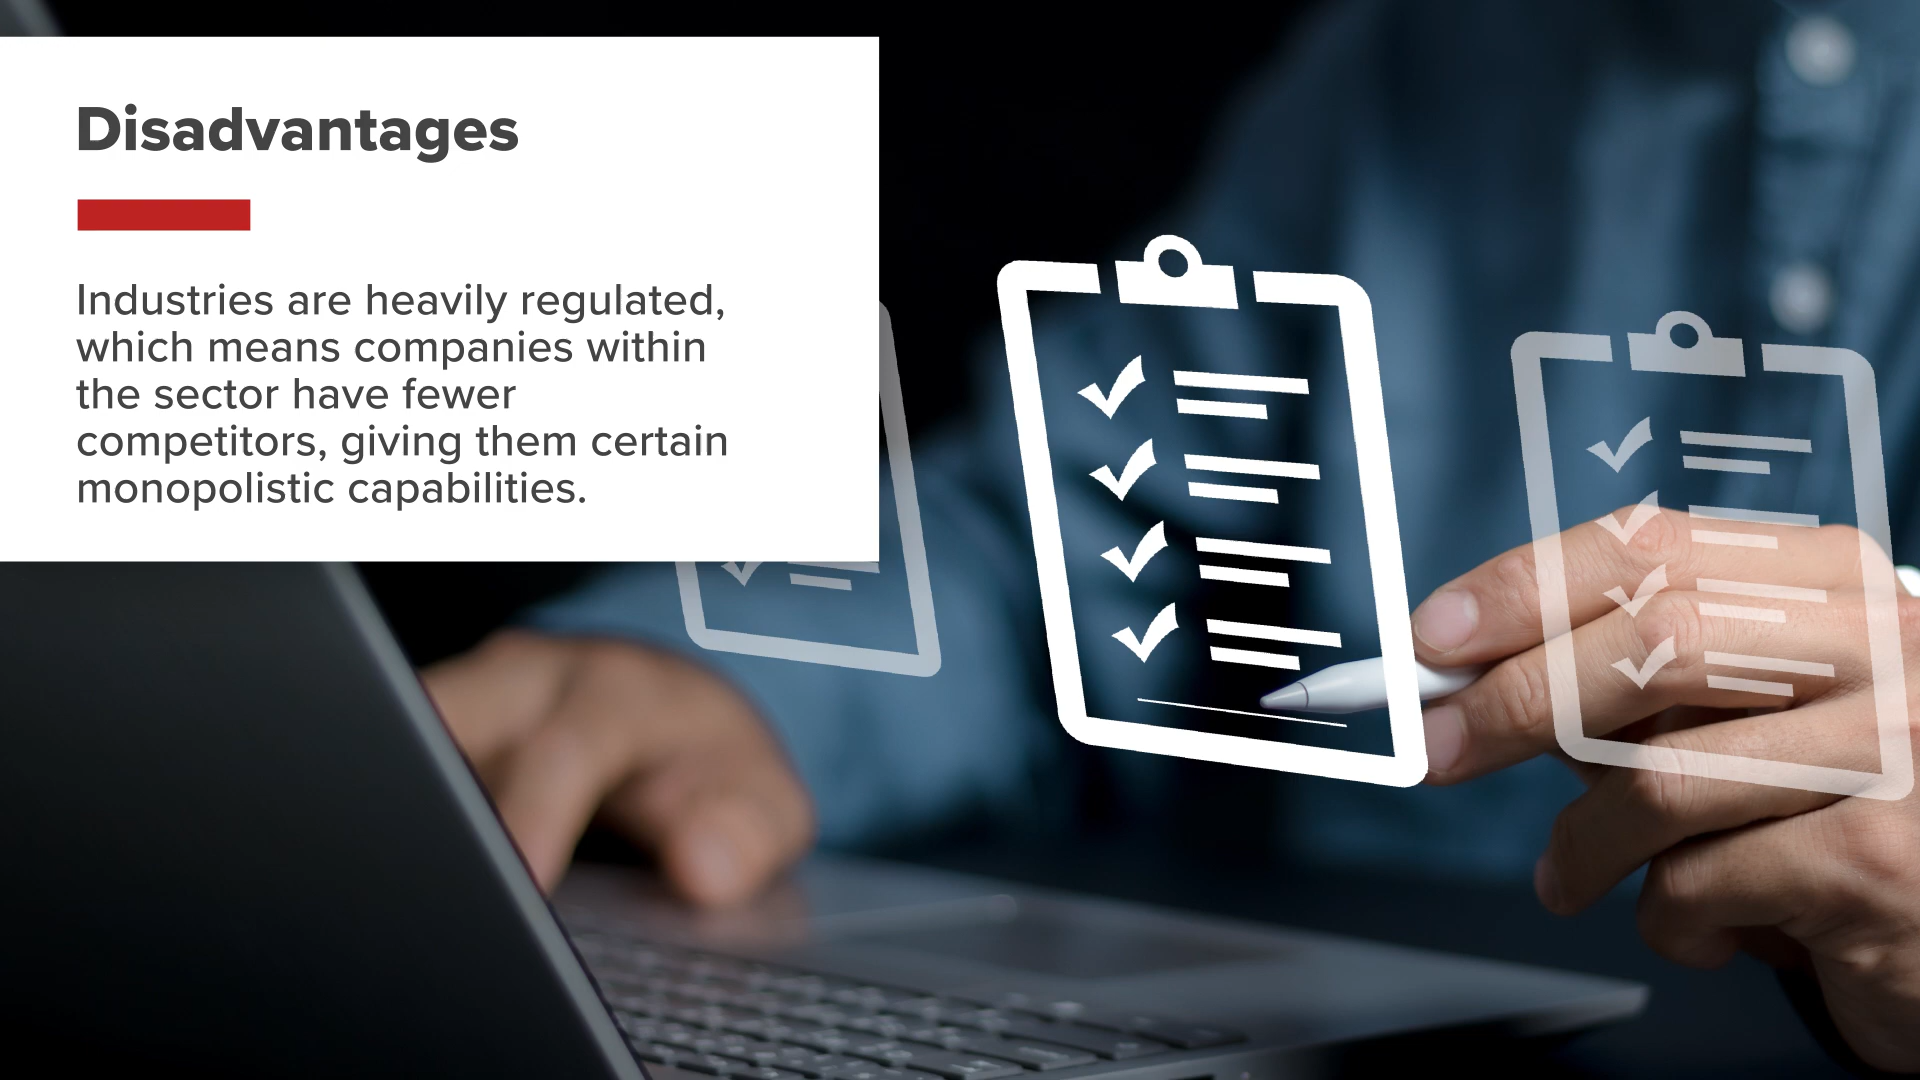 Disadvantages
Industries are heavily regulated,
which means companies within
the sector have fewer
competitors, giving them certain
monopolistic capabilities.